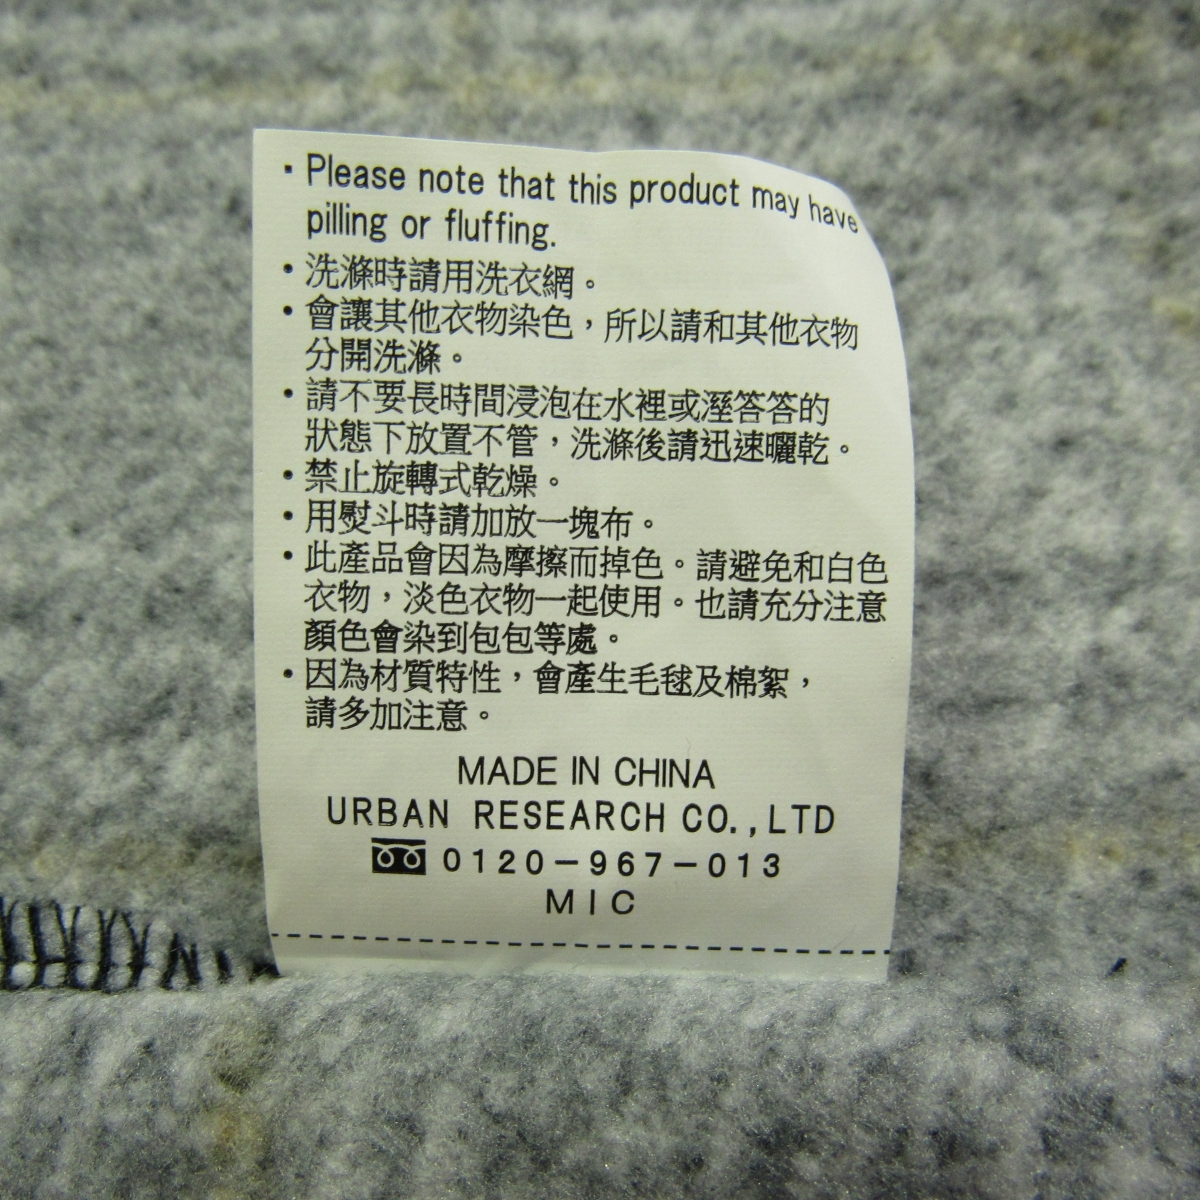 ・Please note that this product may have
pilling or fluffing.
・洗滌時請用洗衣網。
・會讓其他衣物染色，所以請和其他衣物
分開洗滌。
・請不要長時間浸泡在水裡或溼答答的
狀態下放置不管，洗滌後請迅速曬乾。
・禁止旋轉式乾燥。
・用熨斗時請加放一塊布。
・此產品會因為摩擦而掉色。請避免和白色
衣物，淡色衣物一起使用。也請充分注意
顏色會染到包包等處。
・因為材質特性，會產生毛毬及棉絮，
請多加注意。
MADE IN CHINA
URBAN RESEARCH CO.,LTD
0120−967−013
MIC